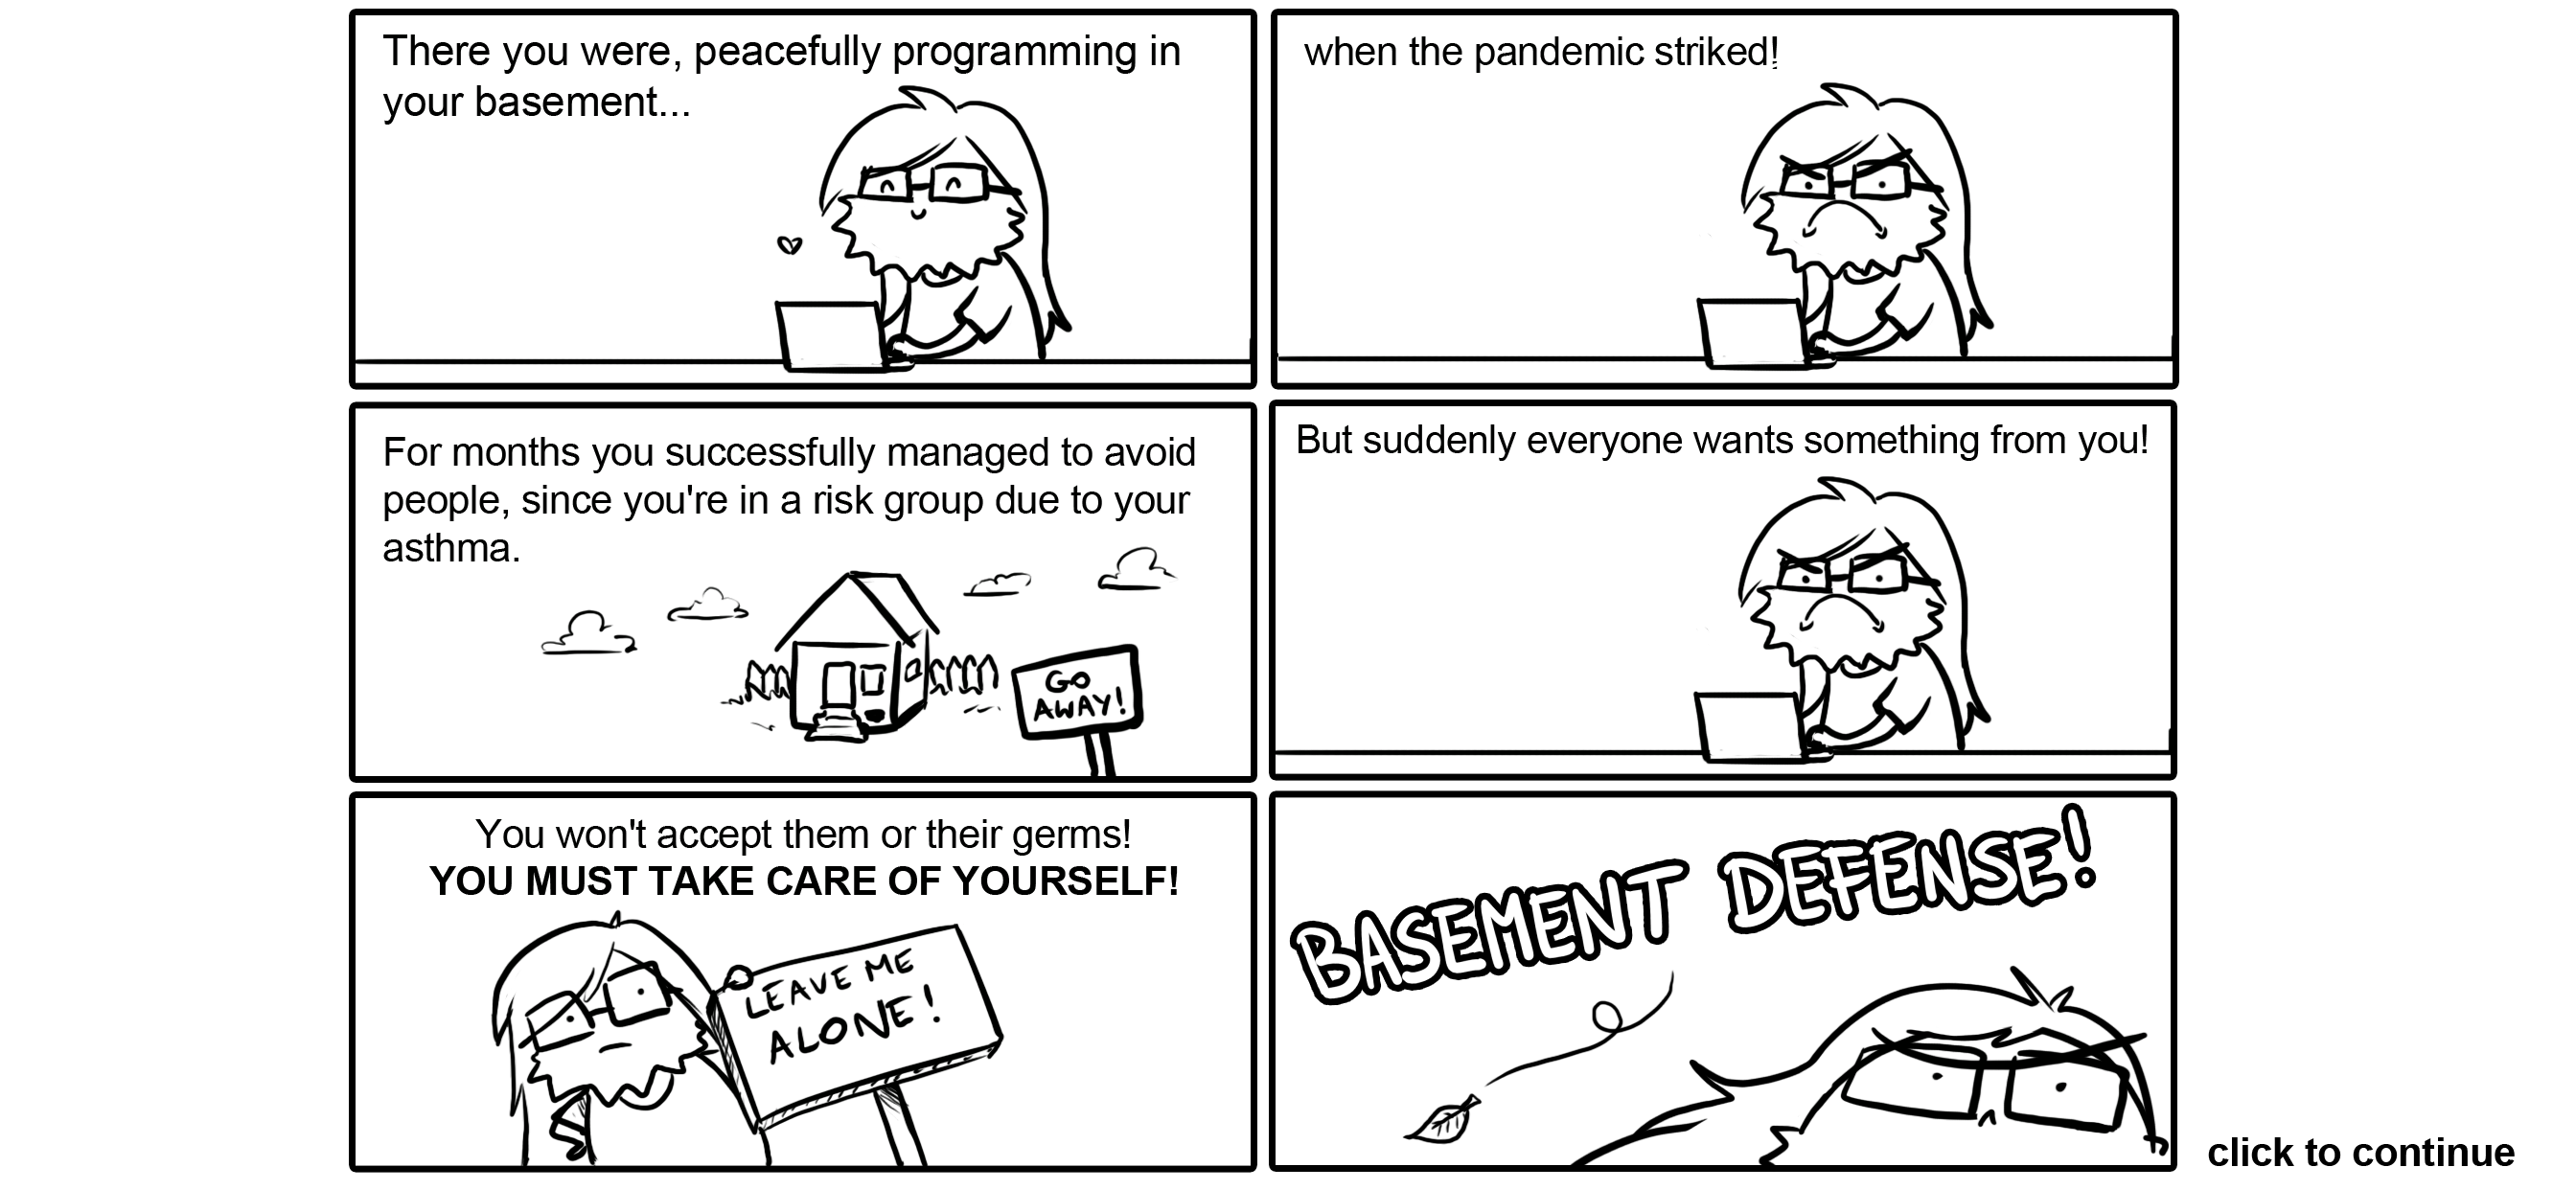 There you were, peacefully programming in
your basement...
when the pandemic striked!
For months you successfully managed to avoid
people, since you're in a risk group due to your
asthma.
GO
AWAY!
But suddenly everyone wants something from you!
You won't accept them or their germs!
YOU MUST TAKE CARE OF YOURSELF!
LEAVE ME
ALONE!
BASEMENT DEFENSE!
click to continue